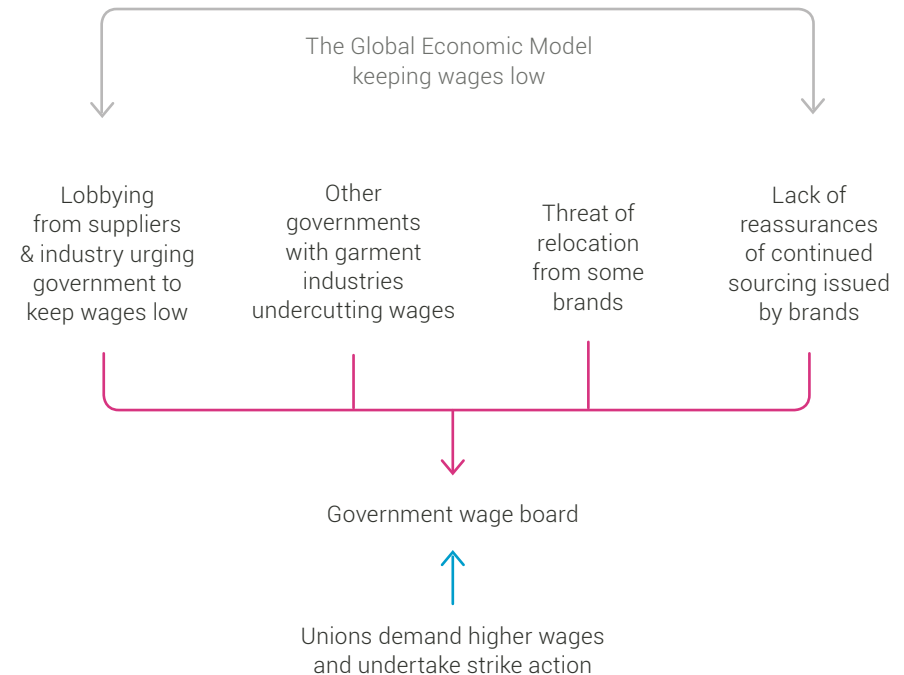 The Global Economic Model
keeping wages low
Lobbying
from suppliers
& industry urging
government to
keep wages low
Other
governments
with garment
industries
undercutting wages
Threat of
relocation
from some
brands
Lack of
reassurances
of continued
sourcing issued
by brands
Government wage board
Unions demand higher wages
and undertake strike action